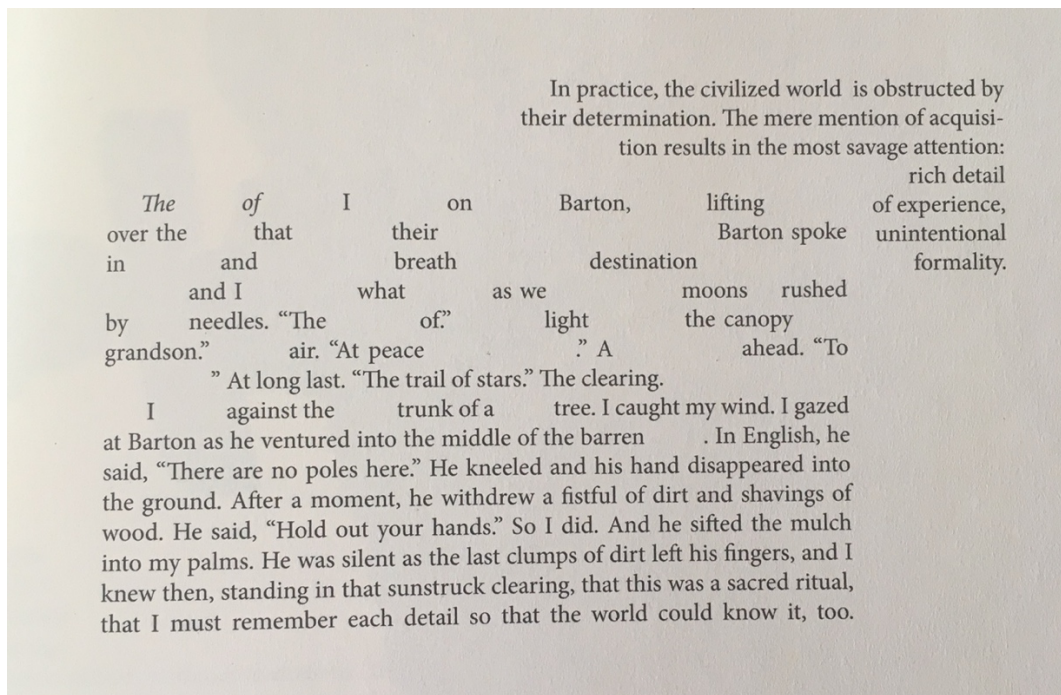 In practice, the civilized world is obstructed by
their determination. The mere mention of acquisi-
tion results in the most savage attention:
rich detail
The of I on Barton, lifting of experience,
over the that their Barton spoke unintentional
in and breath destination formality.
and I what as we moons rushed
by needles. “The of.” light the canopy
grandson.” air. “At peace .” A ahead. “To
” At long last. “The trail of stars.” The clearing.
I against the trunk of a tree. I caught my wind. I gazed
at Barton as he ventured into the middle of the barren . In English, he
said, “There are no poles here.” He kneeled and his hand disappeared into
the ground. After a moment, he withdrew a fistful of dirt and shavings of
wood. He said, “Hold out your hands.” So I did. And he sifted the mulch
into my palms. He was silent as the last clumps of dirt left his fingers, and I
knew then, standing in that sunstruck clearing, that this was a sacred ritual,
that I must remember each detail so that the world could know it, too.